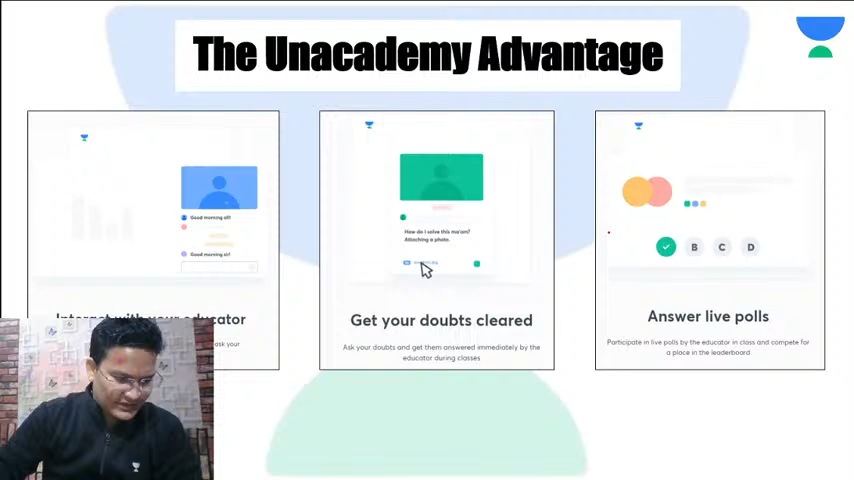 The Unacademy Advantage
Good morning all!
Good morning sir!
Interact with your educator
ask your
How do I solve this ma'am?
Attaching a photo.
Get your doubts cleared
Ask your doubts and get them answered immediately by the
educator during classes
B C D
Answer live polls
Participate in live polls by the educator in class and compete for
a place in the leaderboard